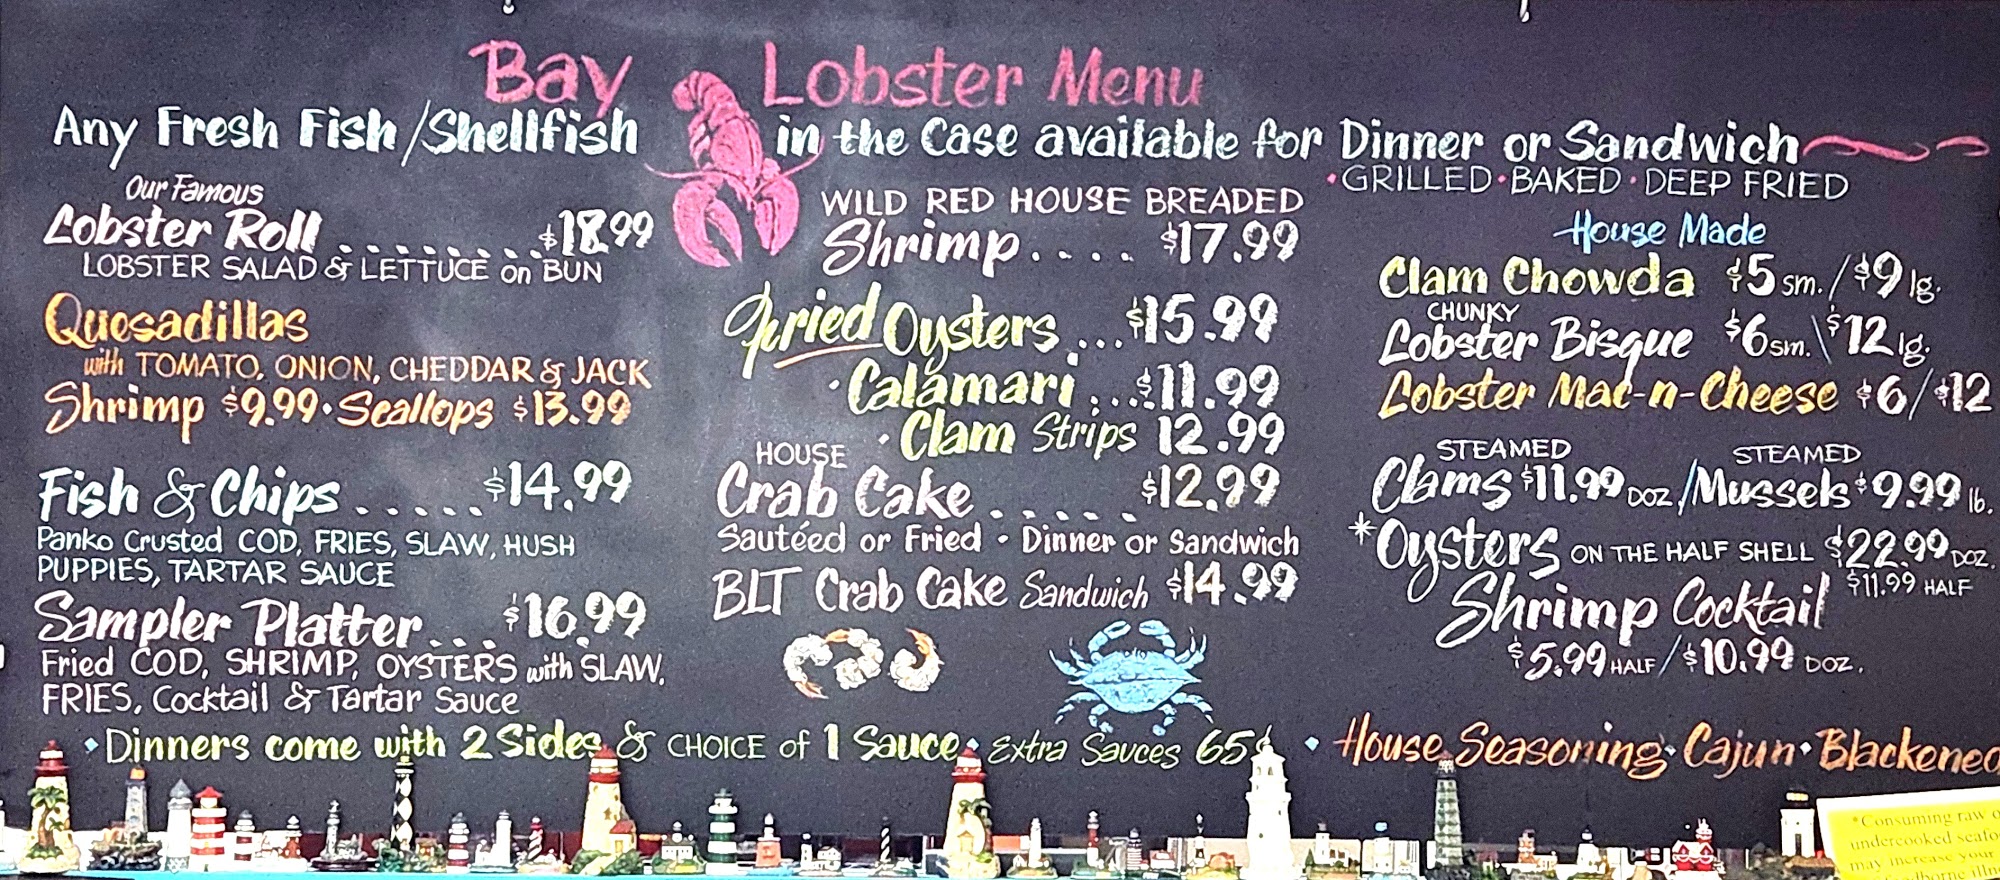 Bay Lobster Menu
Any Fresh Fish/Shellfish in the Case available for Dinner or Sandwich
• GRILLED • BAKED • DEEP FRIED
Our Famous
Lobster Roll ......... $18.99
LOBSTER SALAD & LETTUCE on BUN
Quesadillas
with TOMATO, ONION, CHEDDAR & JACK
Shrimp $9.99 • Scallops $13.99
Fish & Chips ...... $14.99
Panko Crusted COD, FRIES, SLAW, HUSH
PUPPIES, TARTAR SAUCE
Sampler Platter ... $16.99
Fried COD, SHRIMP, OYSTERS with SLAW,
FRIES, Cocktail & Tartar Sauce
WILD RED HOUSE BREADED
Shrimp .... $17.99
Fried Oysters .... $15.99
• Calamari ... $11.99
• Clam Strips 12.99
HOUSE
Crab Cake ..... $12.99
Sautéed or Fried • Dinner or Sandwich
BLT Crab Cake Sandwich $14.99
House Made
Clam Chowda $5 sm. / $9 lg.
CHUNKY
Lobster Bisque $6 sm. \ $12 lg.
Lobster Mac-n-Cheese $6/$12
STEAMED STEAMED
Clams $11.99 DOZ / Mussels $9.99 lb.
*Oysters ON THE HALF SHELL $22.99 DOZ.
$11.99 HALF
Shrimp Cocktail
$5.99 HALF / $10.99 DOZ.
• Dinners come with 2 Sides & CHOICE of 1 Sauce • Extra Sauces 65¢ • House Seasoning • Cajun • Blackened
*Consuming raw o
undercooked seafo
may increase your
illn